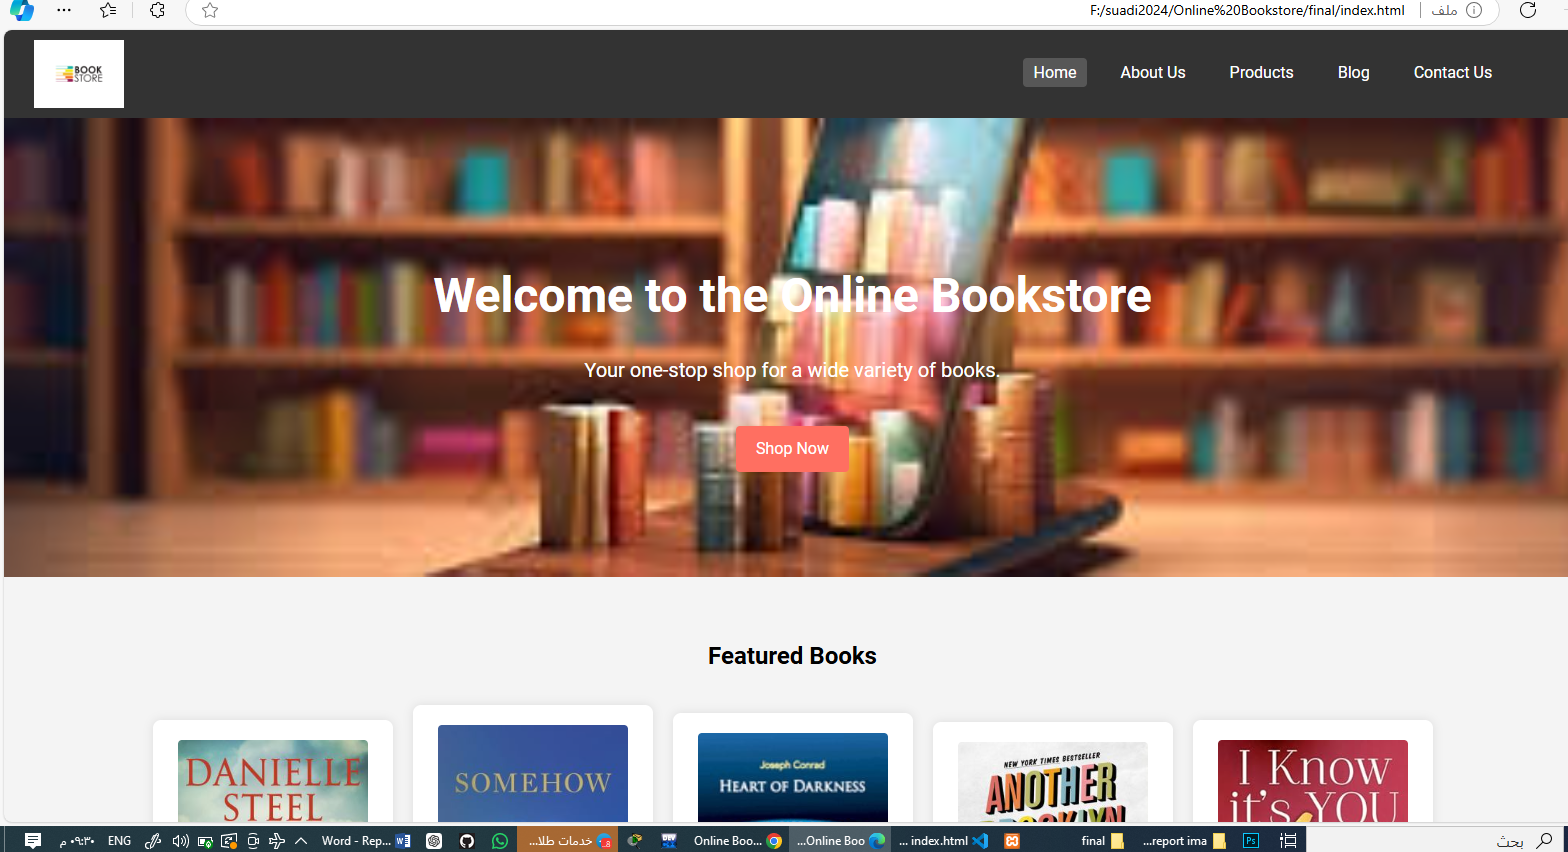 F:/suadi2024/Online%20Bookstore/final/index.html
ملف
BOOK
STORE
Home
About Us
Products
Blog
Contact Us
Welcome to the Online Bookstore
Your one-stop shop for a wide variety of books.
Shop Now
Featured Books
DANIELLE
STEEL
SOMEHOW
Joseph Conrad
HEART OF DARKNESS
NEW YORK TIMES BESTSELLER
ANOTHER
BROOKLYN
I Know
it's YOU
م ٠٩:٣٠
ENG
Word - Rep...
خدمات طلا...
Online Boo...
...Online Boo
... index.html
final
...report ima
Ps
بحث